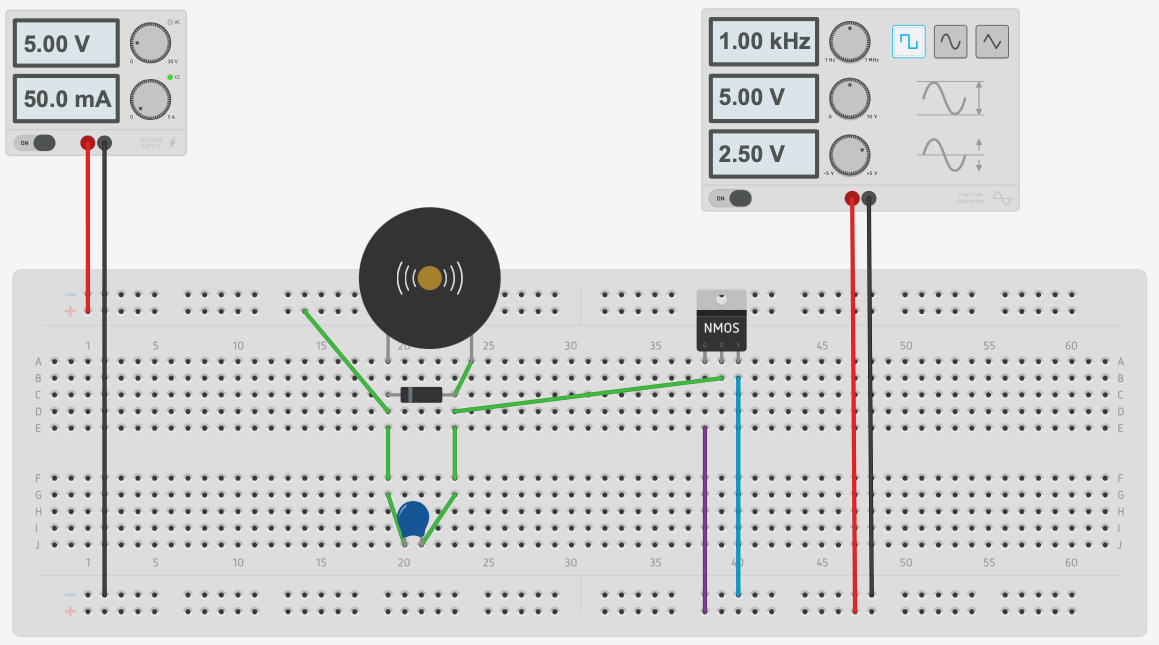 5.00 V
VC
0 30 V
50.0 mA
CC
0 5 A
ON
VOLTAGE
SUPPLY
1.00 kHz
1 Hz 1 MHz
5.00 V
0 10 V
2.50 V
-5 V +5 V
ON
FUNCTION
GENERATOR
−
+
NMOS
G D S
1 5 10 15 20 25 30 35 45 50 55 60
A A
B B
C C
D D
E E
F F
G G
H H
I I
J J
1 5 10 15 20 25 30 35 40 45 50 55 60
−
+